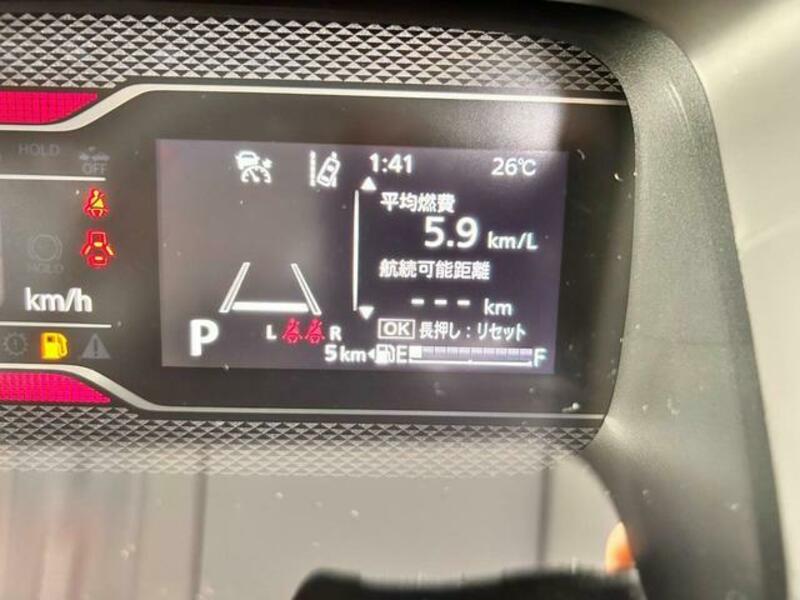 HOLD
OFF
HOLD
km/h
1:41 26℃
平均燃費
5.9 km/L
航続可能距離
--- km
OK 長押し：リセット
P L R
5km E F